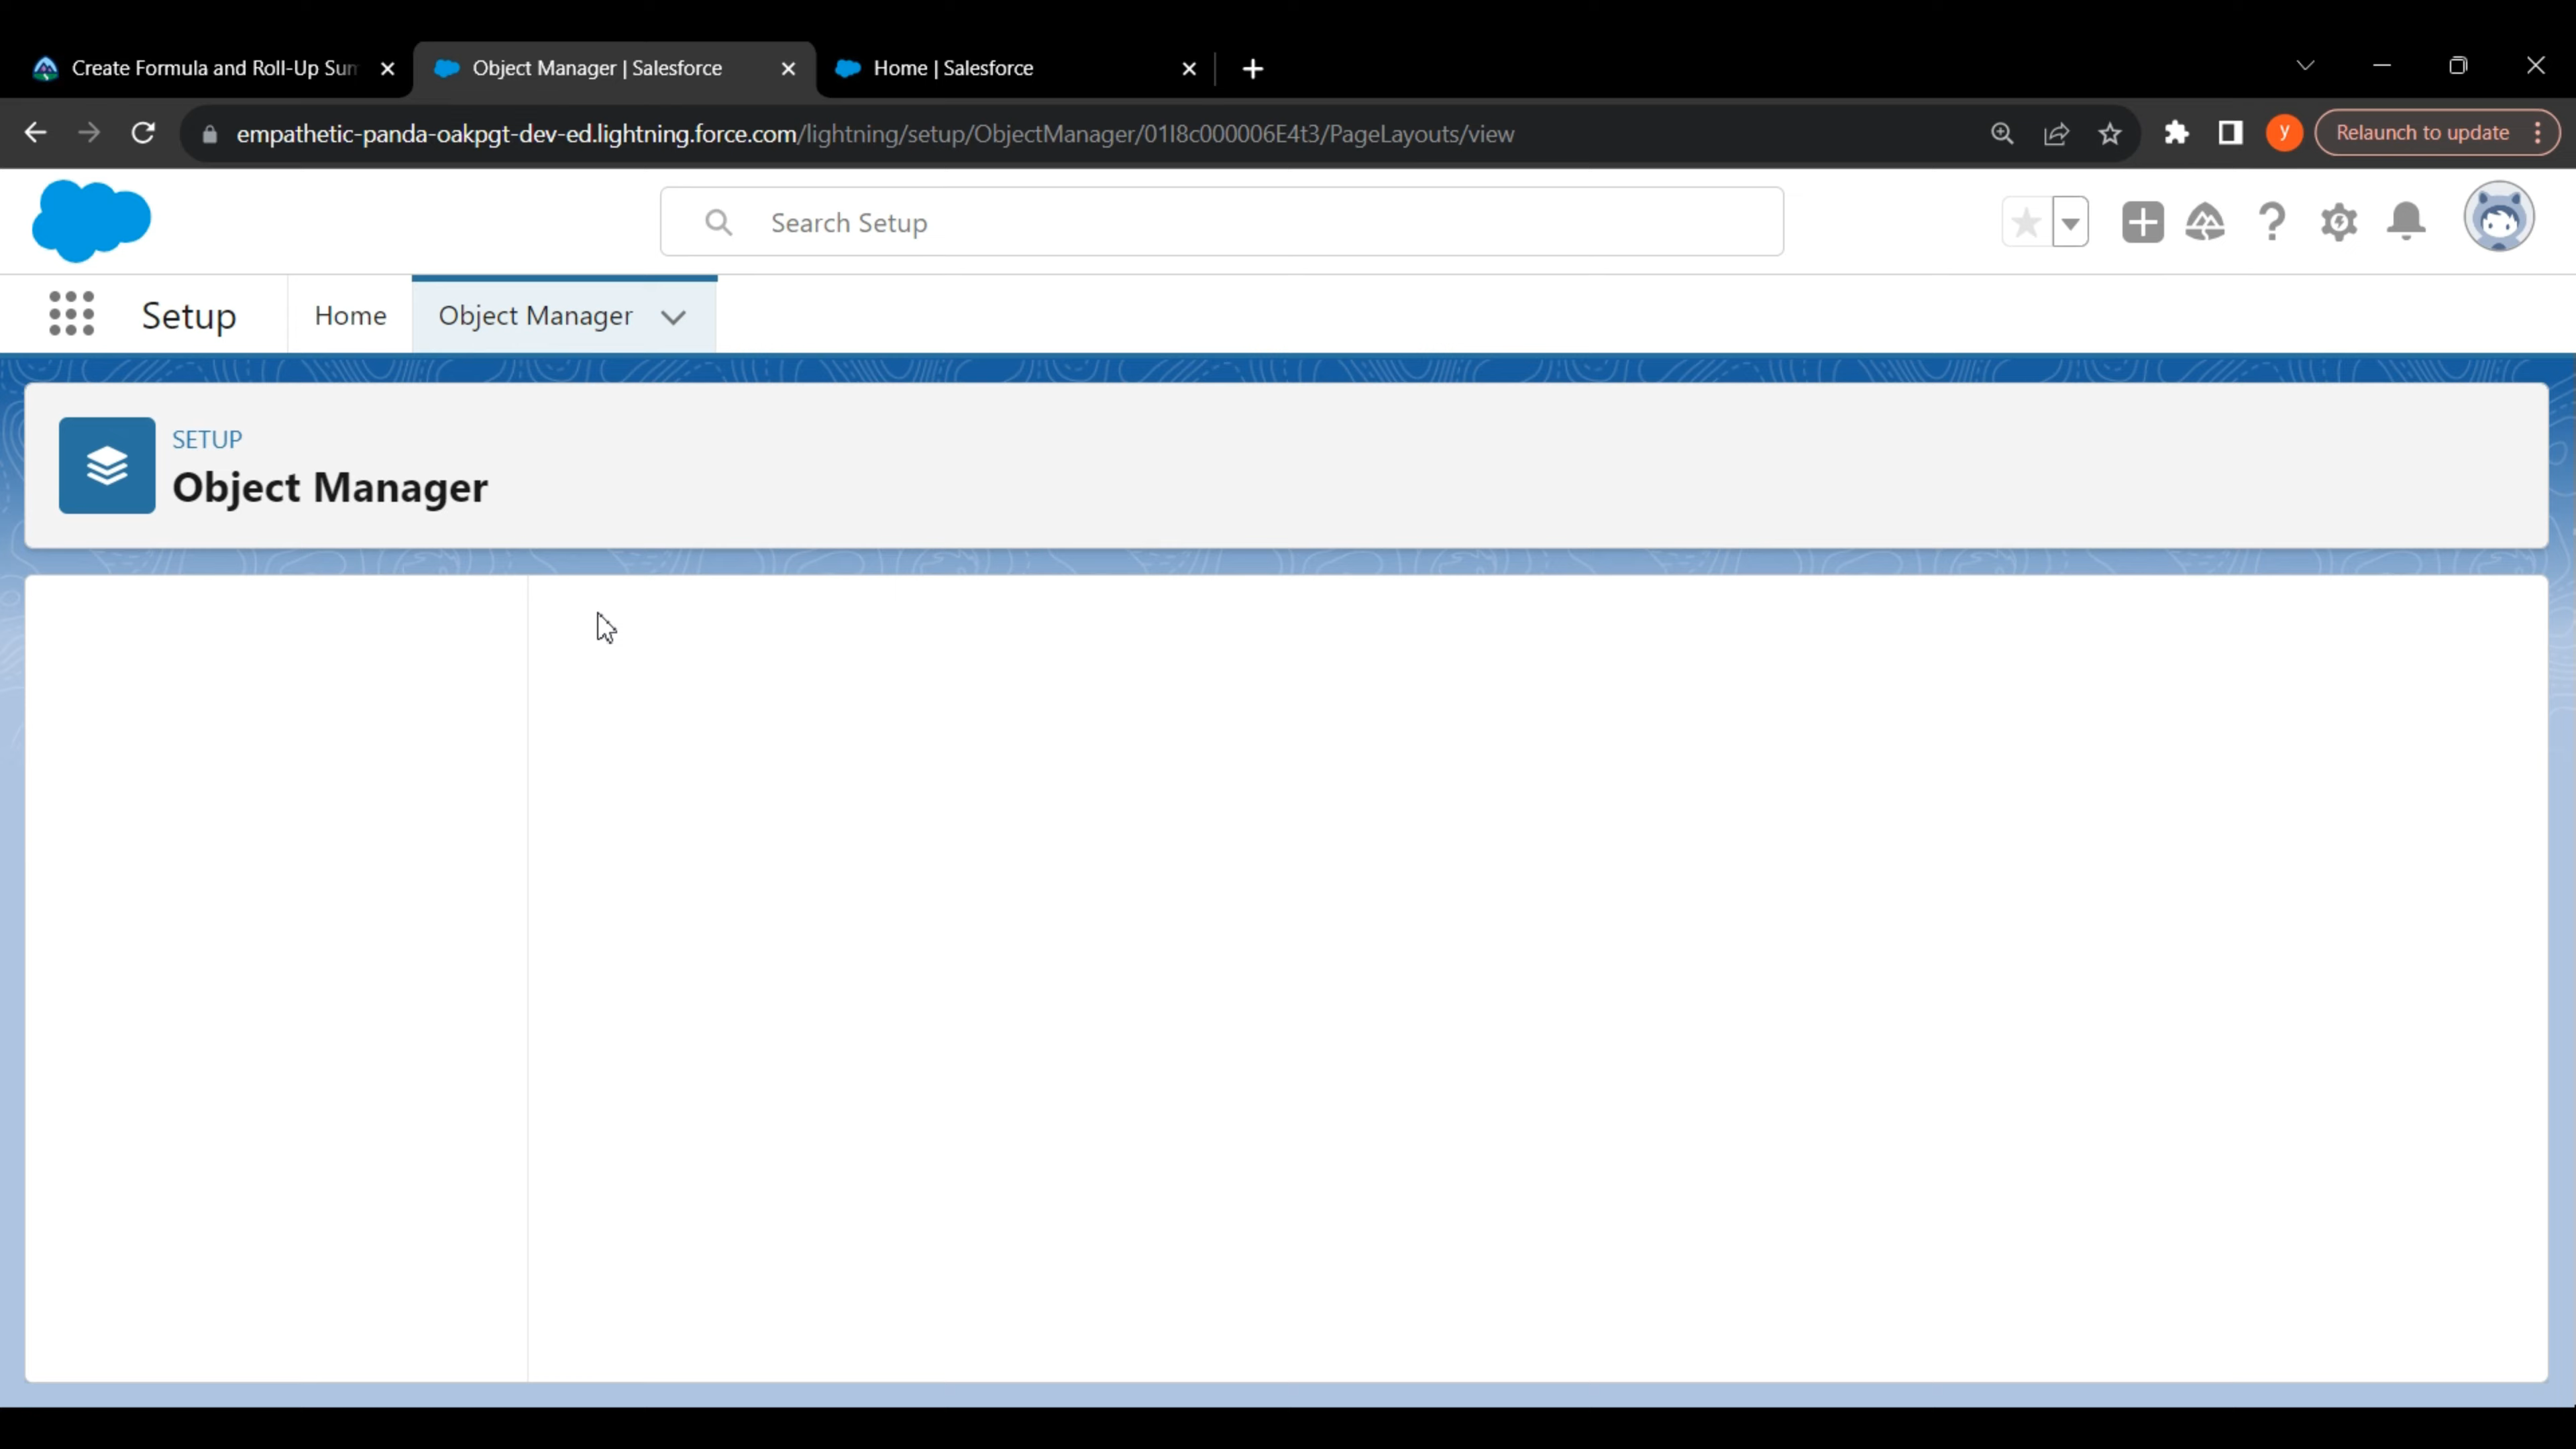 Create Formula and Roll-Up Sum
Object Manager | Salesforce
Home | Salesforce
empathetic-panda-oakpgt-dev-ed.lightning.force.com/lightning/setup/ObjectManager/01I8c000006E4t3/PageLayouts/view
y
Relaunch to update
Search Setup
Setup
Home
Object Manager
SETUP
Object Manager